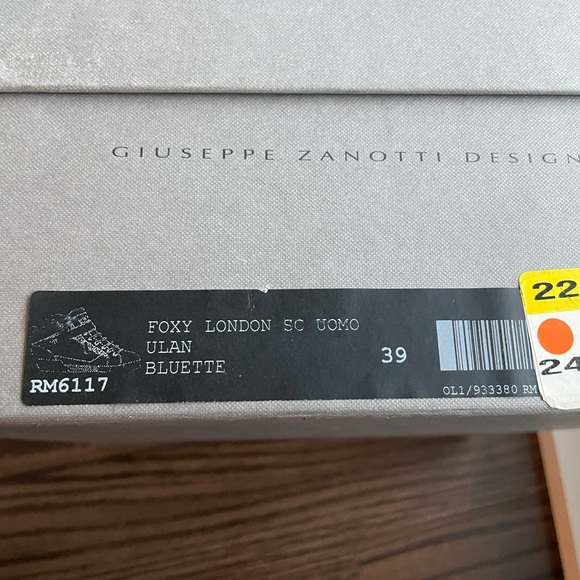 GIUSEPPE ZANOTTI DESIGN
FOXY LONDON SC UOMO
ULAN
BLUETTE
39
RM6117
OL1/933380 RM
22
24